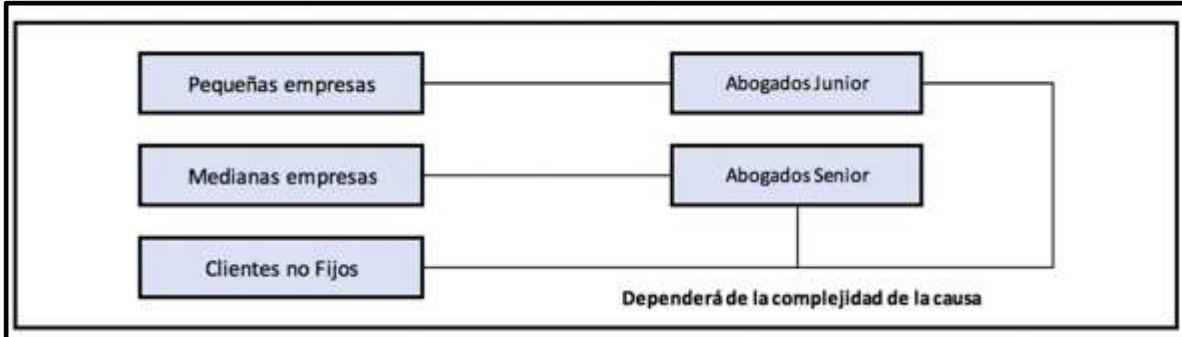 Pequeñas empresas
Abogados Junior
Medianas empresas
Abogados Senior
Clientes no Fijos
Dependerá de la complejidad de la causa